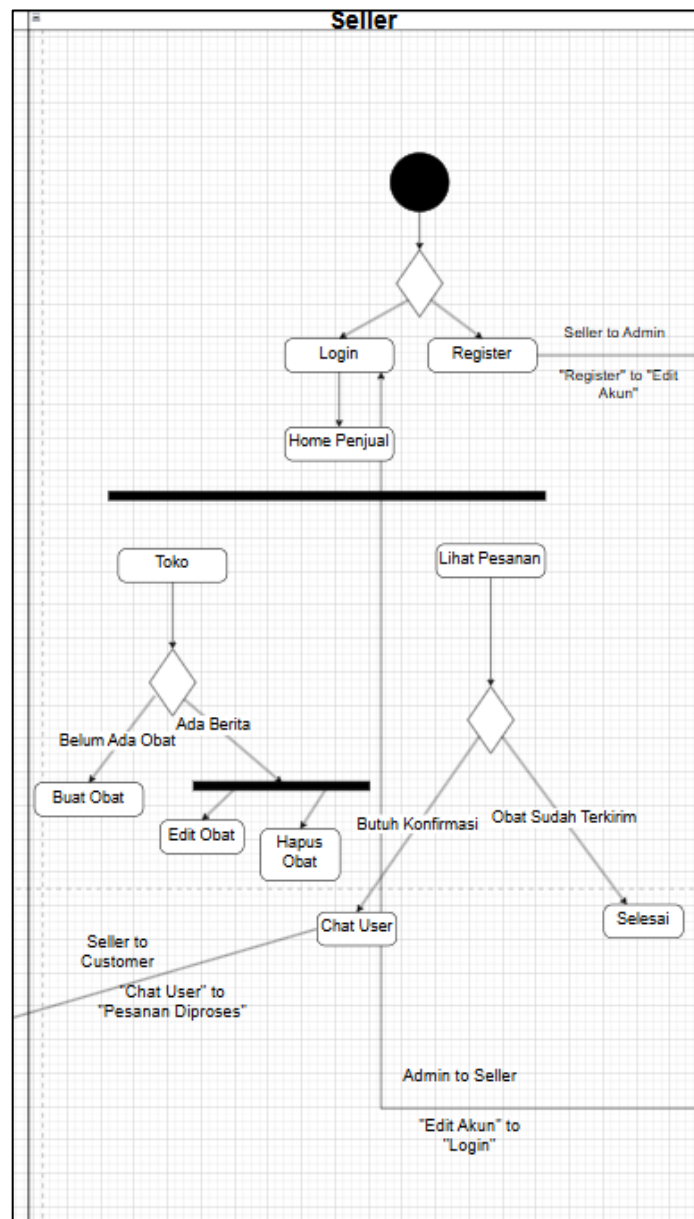 Seller
Login
Register
Seller to Admin
"Register" to "Edit
Akun"
Home Penjual
Toko
Lihat Pesanan
Belum Ada Obat
Ada Berita
Buat Obat
Edit Obat
Hapus
Obat
Butuh Konfirmasi
Obat Sudah Terkirim
Chat User
Selesai
Seller to
Customer
"Chat User" to
"Pesanan Diproses"
Admin to Seller
"Edit Akun" to
"Login"